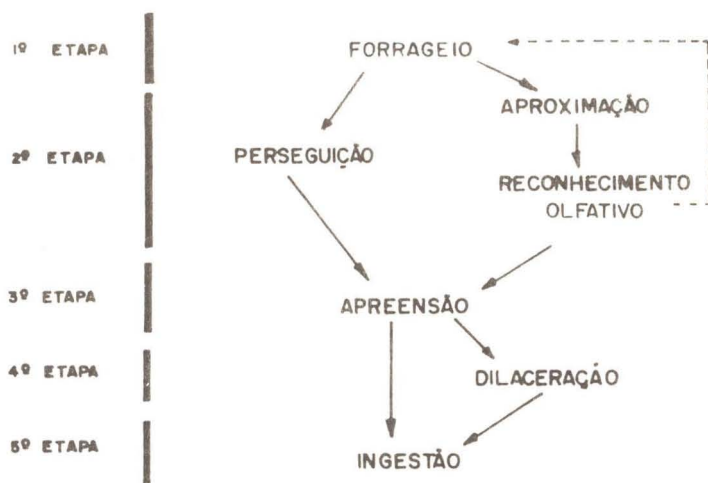 1º ETAPA
FORRAGEIO
APROXIMAÇÃO
2º ETAPA
PERSEGUIÇÃO
RECONHECIMENTO
OLFATIVO
3º ETAPA
APREENSÃO
4º ETAPA
DILACERAÇÃO
5º ETAPA
INGESTÃO